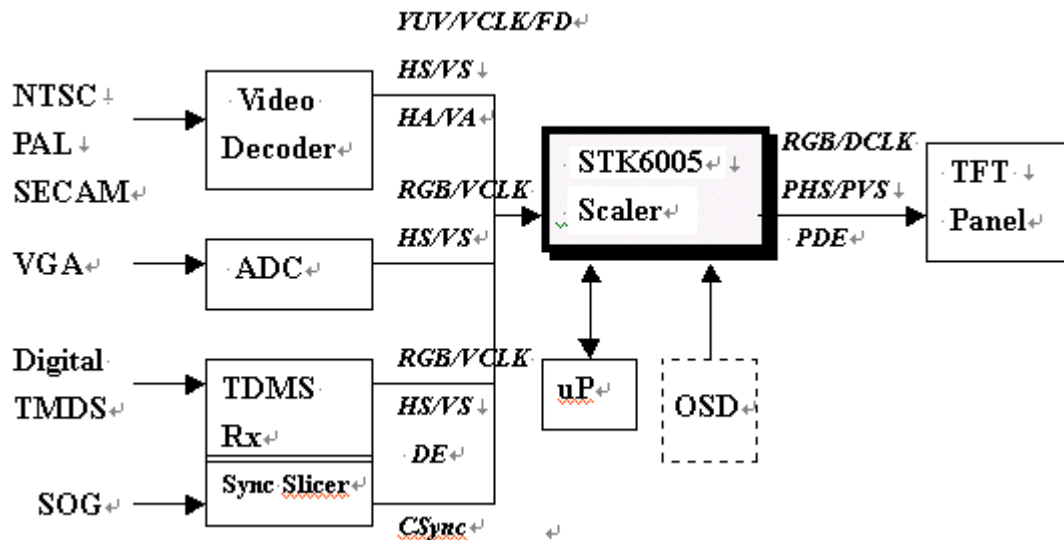 YUV/VCLK/FD
HS/VS
HA/VA
NTSC
PAL
SECAM
Video
Decoder
STK6005
Scaler
RGB/DCLK
PHS/PVS
PDE
TFT
Panel
RGB/VCLK
HS/VS
VGA
ADC
Digital
TMDS
TDMS
Rx
RGB/VCLK
HS/VS
DE
uP
OSD
SOG
Sync Slicer
CSync